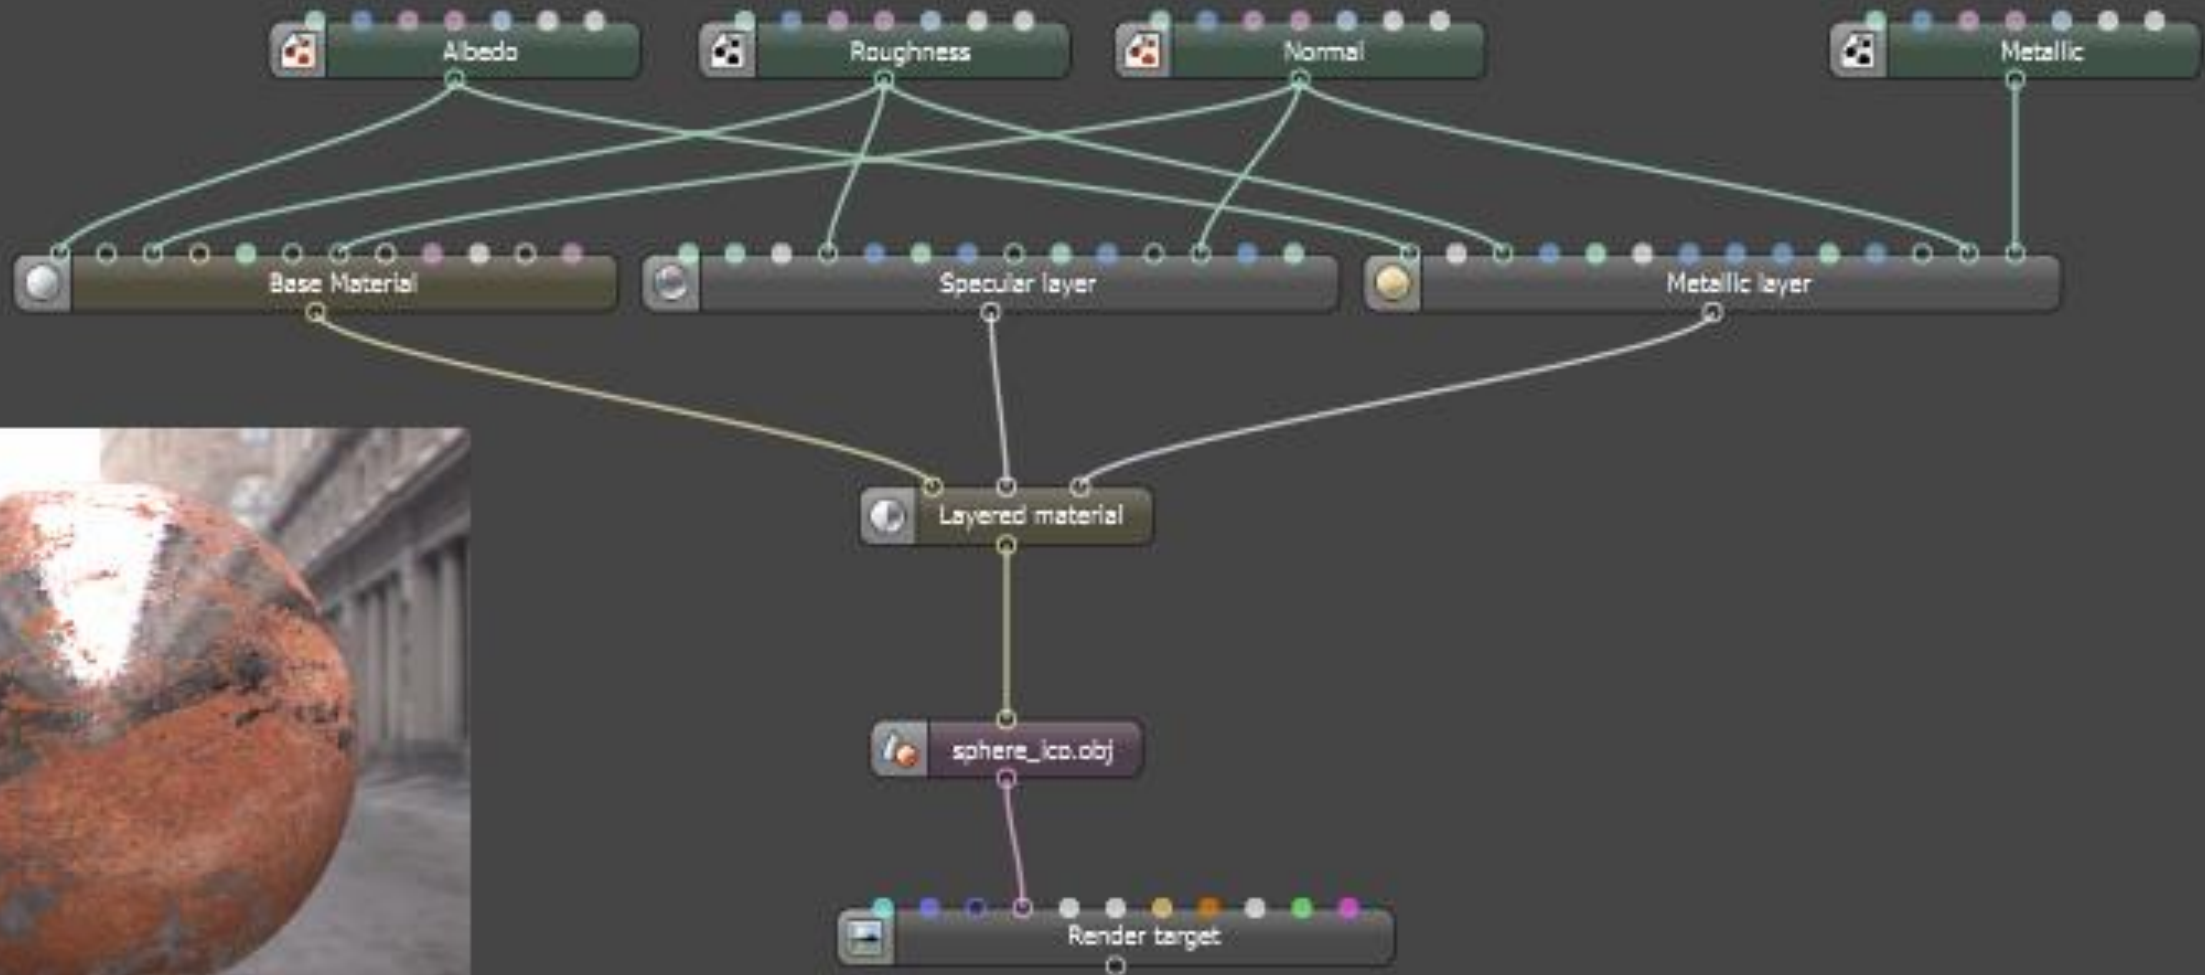 Albedo
Roughness
Normal
Metallic
Base Material
Specular layer
Metallic layer
Layered material
sphere_ico.obj
Render target